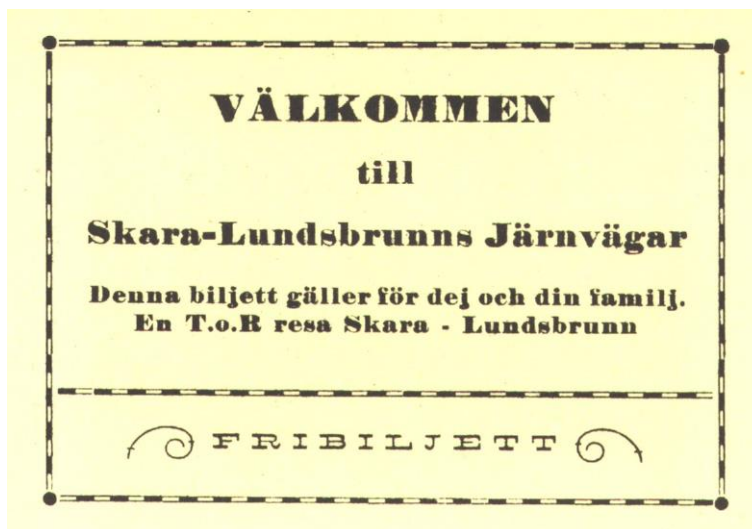 VÄLKOMMEN
till
Skara-Lundsbrunns Järnvägar
Denna biljett gäller för dej och din familj.
En T.o.R resa Skara - Lundsbrunn
FRIBILJETT